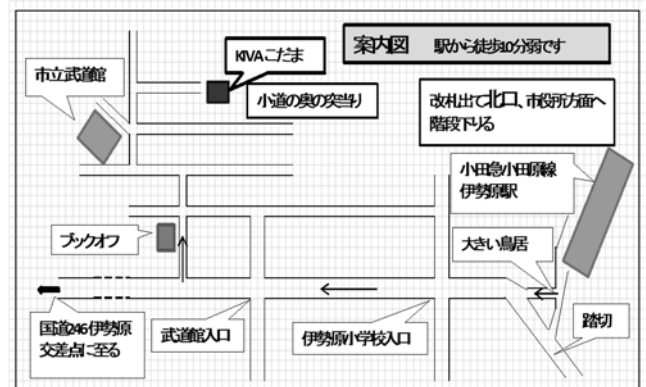 案内図 駅から徒歩10分弱です
KIVAこだま
市立武道館
小道の奥の突当り
改札出て北口、市役所方面へ
階段下りる
小田急小田原線
伊勢原駅
ブックオフ
大きい鳥居
国道246伊勢原
交差点に至る
武道館入口
伊勢原小学校入口
踏切